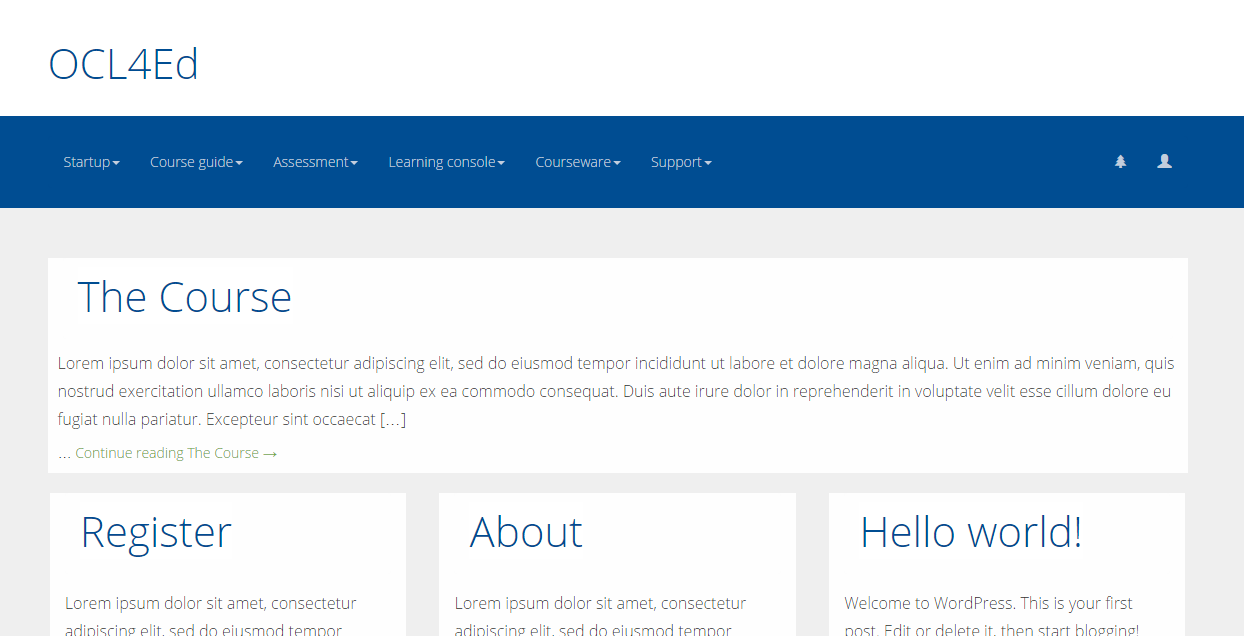 OCL4Ed
Startup Course guide Assessment Learning console Courseware Support
The Course
Lorem ipsum dolor sit amet, consectetur adipiscing elit, sed do eiusmod tempor incididunt ut labore et dolore magna aliqua. Ut enim ad minim veniam, quis
nostrud exercitation ullamco laboris nisi ut aliquip ex ea commodo consequat. Duis aute irure dolor in reprehenderit in voluptate velit esse cillum dolore eu
fugiat nulla pariatur. Excepteur sint occaecat […]
… Continue reading The Course →
Register
Lorem ipsum dolor sit amet, consectetur
adipiscing elit, sed do eiusmod tempor
About
Lorem ipsum dolor sit amet, consectetur
adipiscing elit, sed do eiusmod tempor
Hello world!
Welcome to WordPress. This is your first
post. Edit or delete it, then start blogging!